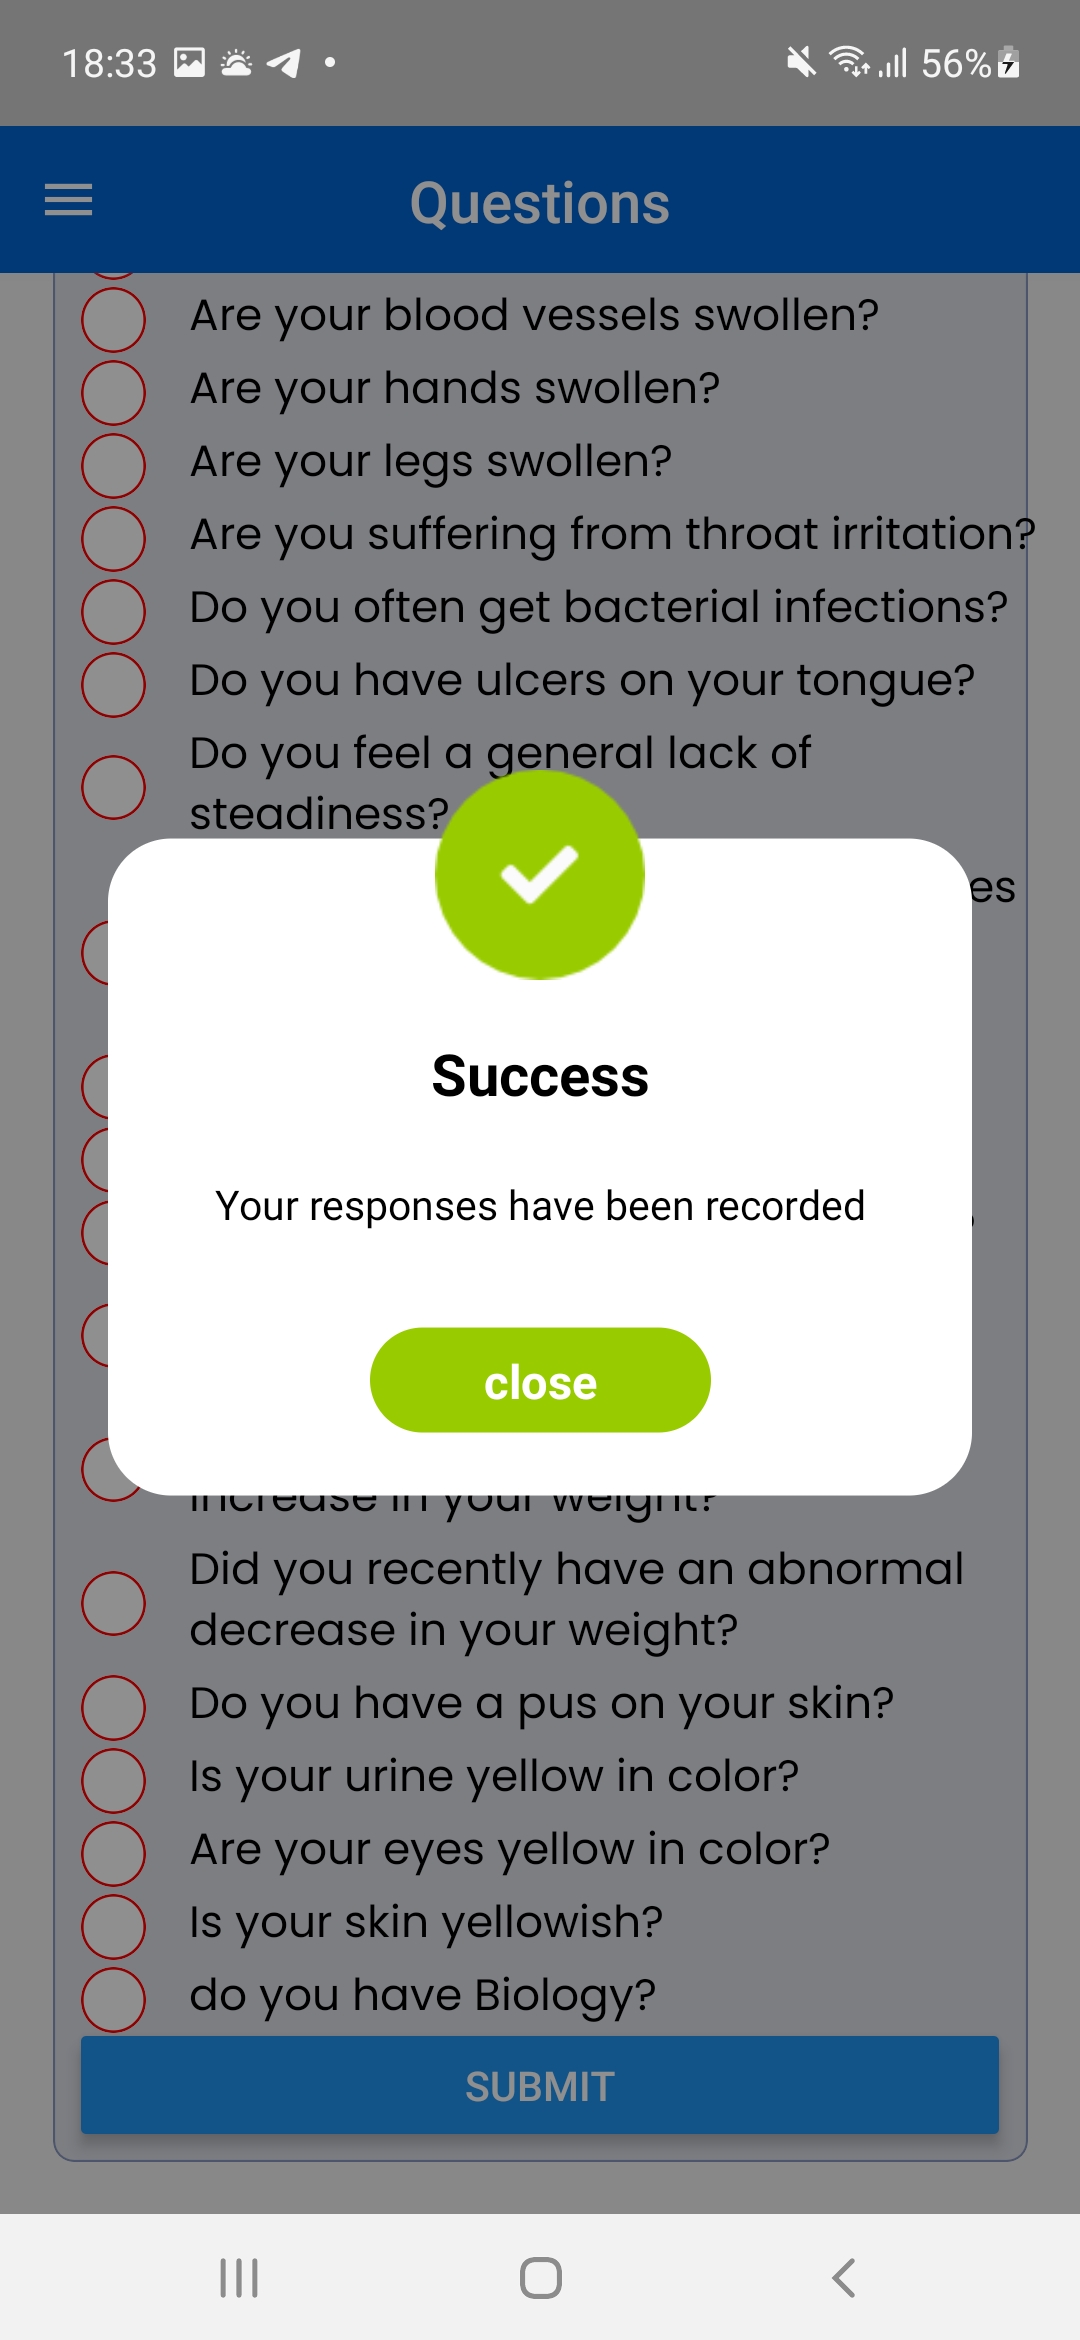 18:33
56%
Questions
Are your blood vessels swollen?
Are your hands swollen?
Are your legs swollen?
Are you suffering from throat irritation?
Do you often get bacterial infections?
Do you have ulcers on your tongue?
Do you feel a general lack of
steadiness?
es
Success
Your responses have been recorded
close
increase in your weight?
Did you recently have an abnormal
decrease in your weight?
Do you have a pus on your skin?
Is your urine yellow in color?
Are your eyes yellow in color?
Is your skin yellowish?
do you have Biology?
SUBMIT